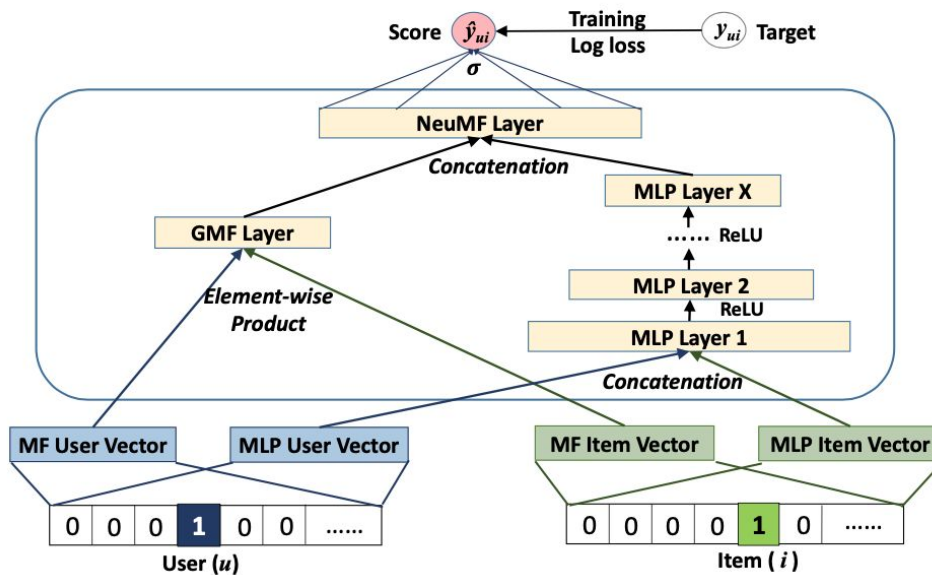 Score ŷui Training yui Target
Log loss
σ
NeuMF Layer
Concatenation
MLP Layer X
GMF Layer
...... ReLU
Element-wise
Product
MLP Layer 2
ReLU
MLP Layer 1
Concatenation
MF User Vector MLP User Vector MF Item Vector MLP Item Vector
0 0 0 1 0 0 ...... 0 0 0 0 1 0 ......
User (u) Item ( i )